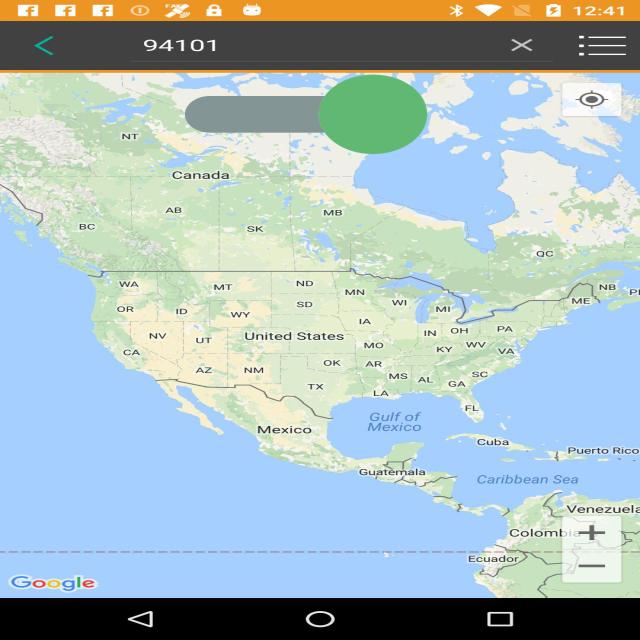 12:41
94101
NT
Canada
AB
MB
BC
SK
QC
WA
MT
ND
MN
NB
OR
ID
SD
WI
MI
ME
WY
IA
NV
UT
United States
IN
OH
PA
CA
MO
KY
WV
VA
AZ
NM
OK
AR
TX
MS
AL
GA
SC
LA
FL
Gulf of
Mexico
Mexico
Cuba
Puerto Rico
Guatemala
Caribbean Sea
Venezuela
Colombia
Ecuador
Google